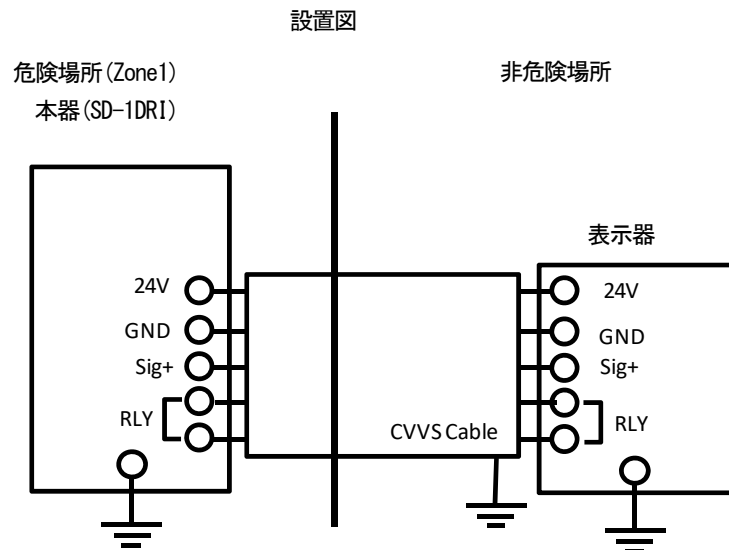 設置図
危険場所(Zone1)
非危険場所
本器(SD-1DRI)
表示器
24V
GND
Sig+
RLY
CVVS Cable
24V
GND
Sig+
RLY